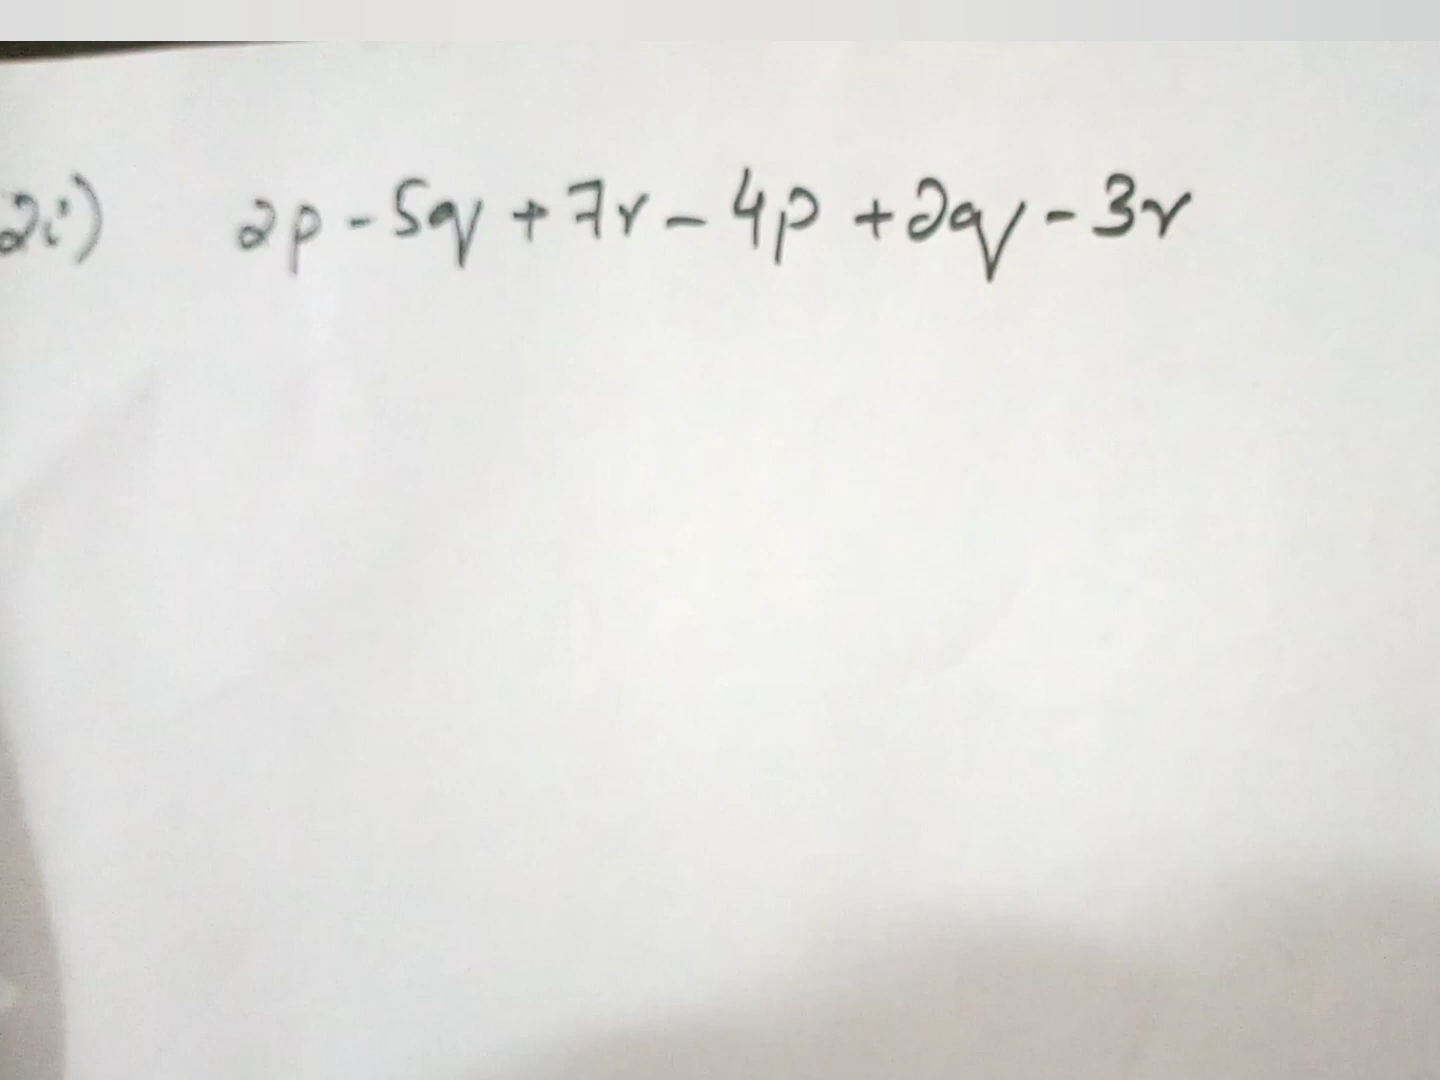 2i) 2p - 5q + 7r - 4p + 2q - 3r